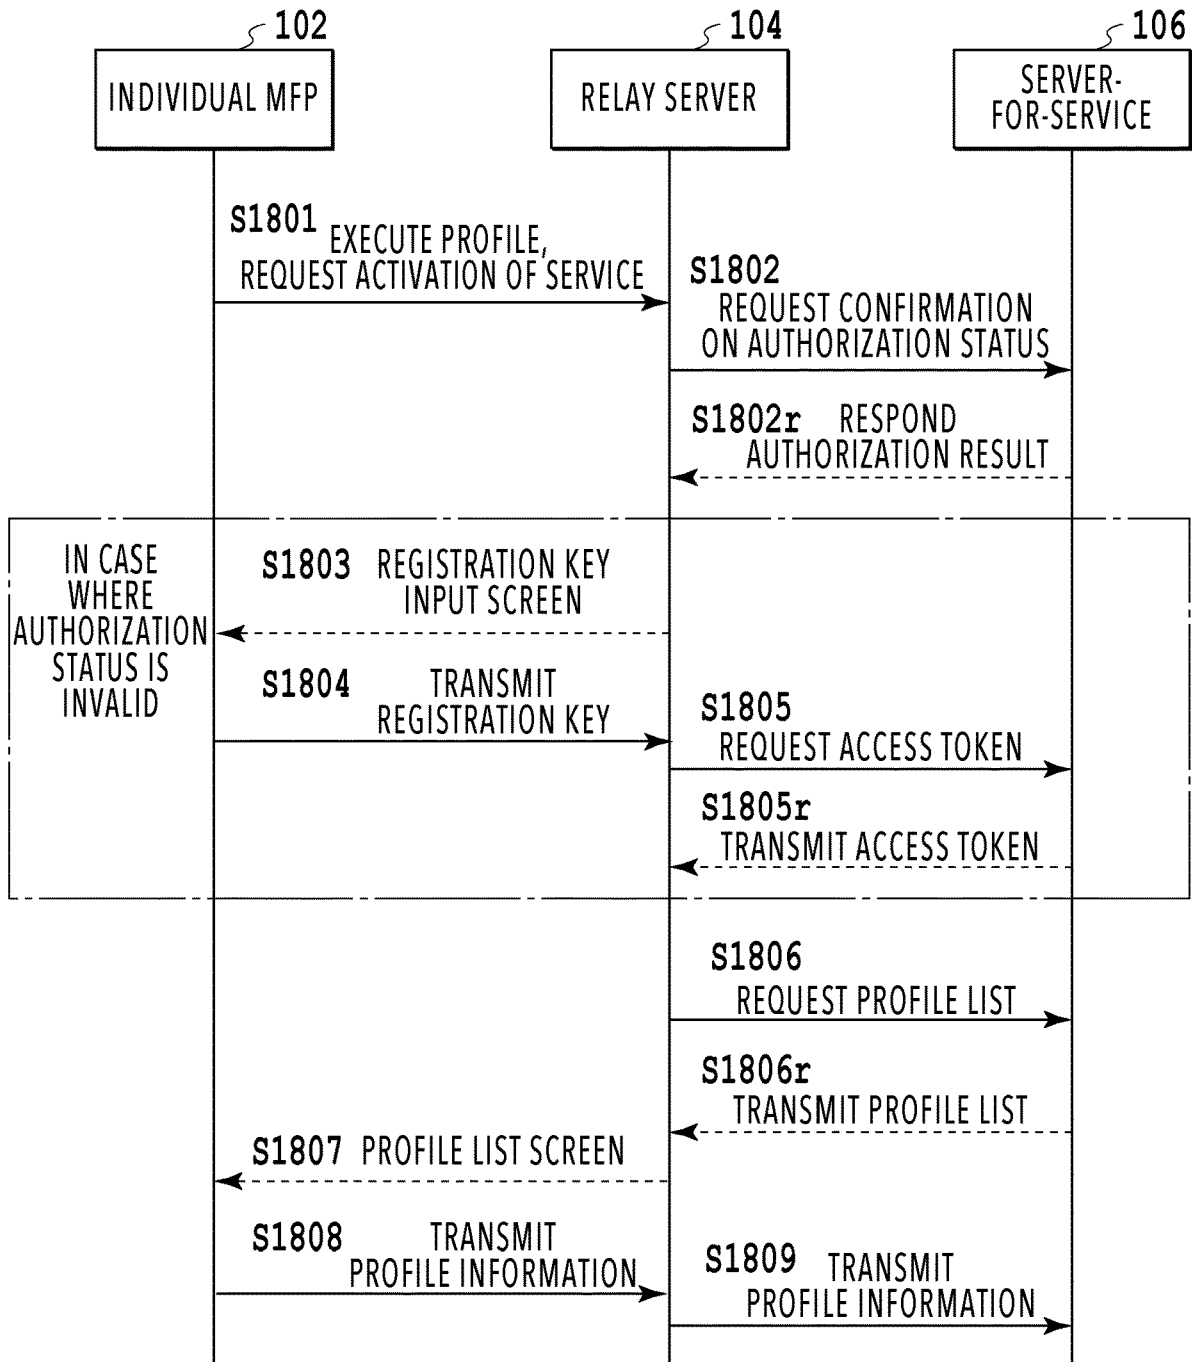 102
104
106
INDIVIDUAL MFP
RELAY SERVER
SERVER-
FOR-SERVICE
S1801
EXECUTE PROFILE,
REQUEST ACTIVATION OF SERVICE
S1802
REQUEST CONFIRMATION
ON AUTHORIZATION STATUS
S1802r RESPOND
AUTHORIZATION RESULT
IN CASE
WHERE
AUTHORIZATION
STATUS IS
INVALID
S1803 REGISTRATION KEY
INPUT SCREEN
S1804 TRANSMIT
REGISTRATION KEY
S1805
REQUEST ACCESS TOKEN
S1805r
TRANSMIT ACCESS TOKEN
S1806
REQUEST PROFILE LIST
S1806r
TRANSMIT PROFILE LIST
S1807 PROFILE LIST SCREEN
S1808 TRANSMIT
PROFILE INFORMATION
S1809 TRANSMIT
PROFILE INFORMATION